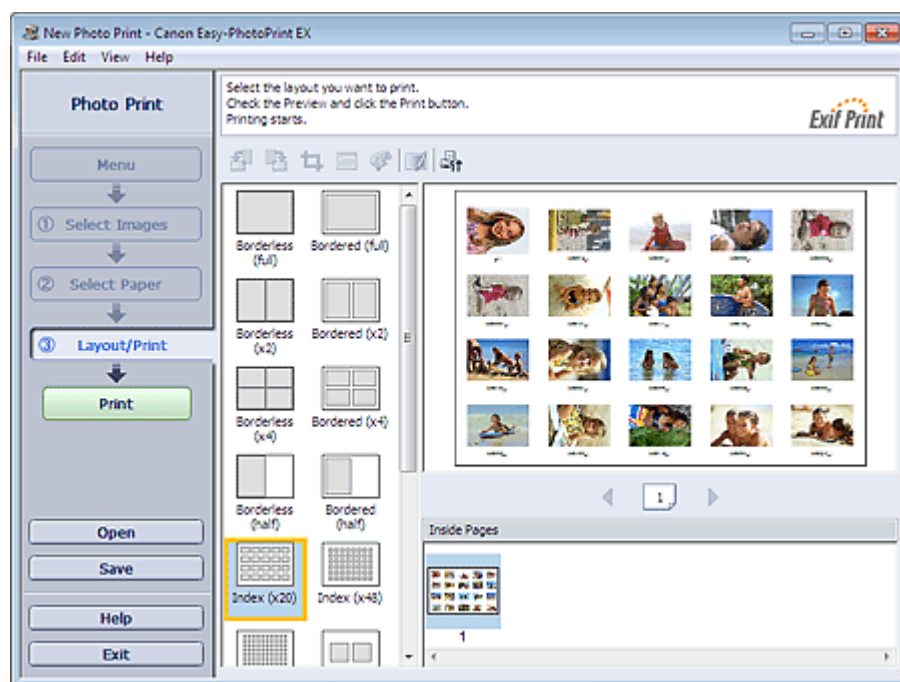 New Photo Print - Canon Easy-PhotoPrint EX
File Edit View Help
Photo Print
Select the layout you want to print.
Check the Preview and click the Print button.
Printing starts.
Exif Print
Menu
① Select Images
② Select Paper
③ Layout/Print
Print
Open
Save
Help
Exit
Borderless
(full)
Bordered (full)
Borderless
(x2)
Bordered (x2)
Borderless
(x4)
Bordered (x4)
Borderless
(half)
Bordered
(half)
Index (x20)
Index (x48)
1
Inside Pages
1